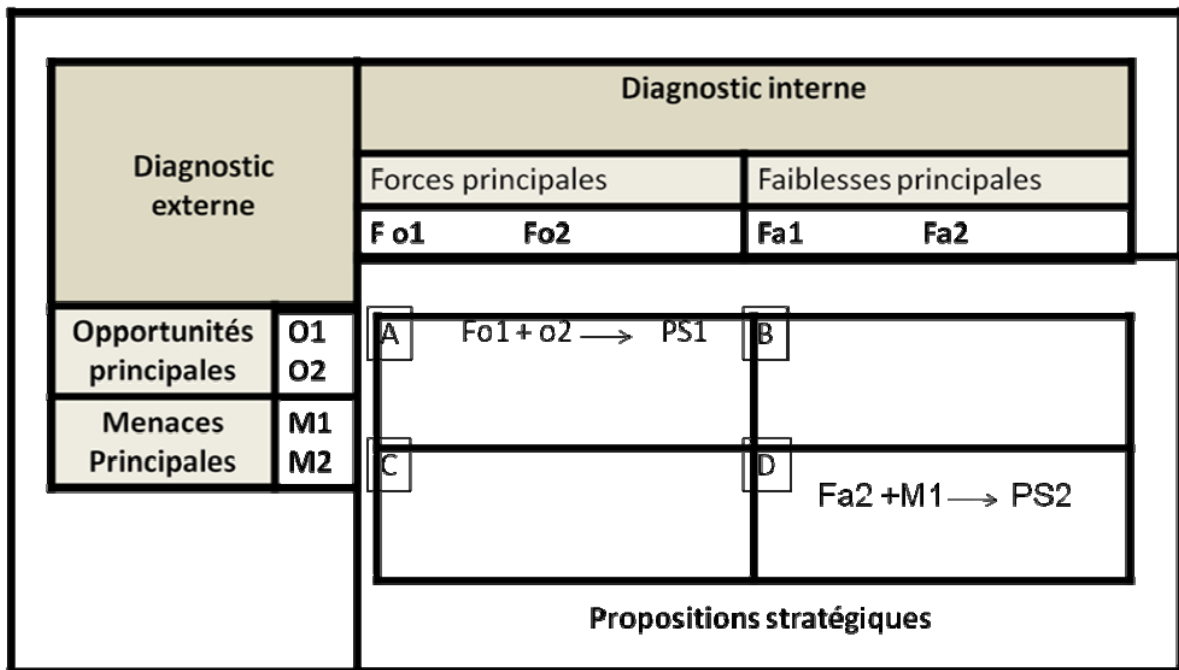 Diagnostic interne
Diagnostic
externe
Forces principales
Faiblesses principales
F o1 Fo2
Fa1 Fa2
Opportunités
principales
O1
O2
A
Fo1 + o2 → PS1
B
Menaces
Principales
M1
M2
C
D
Fa2 +M1 → PS2
Propositions stratégiques